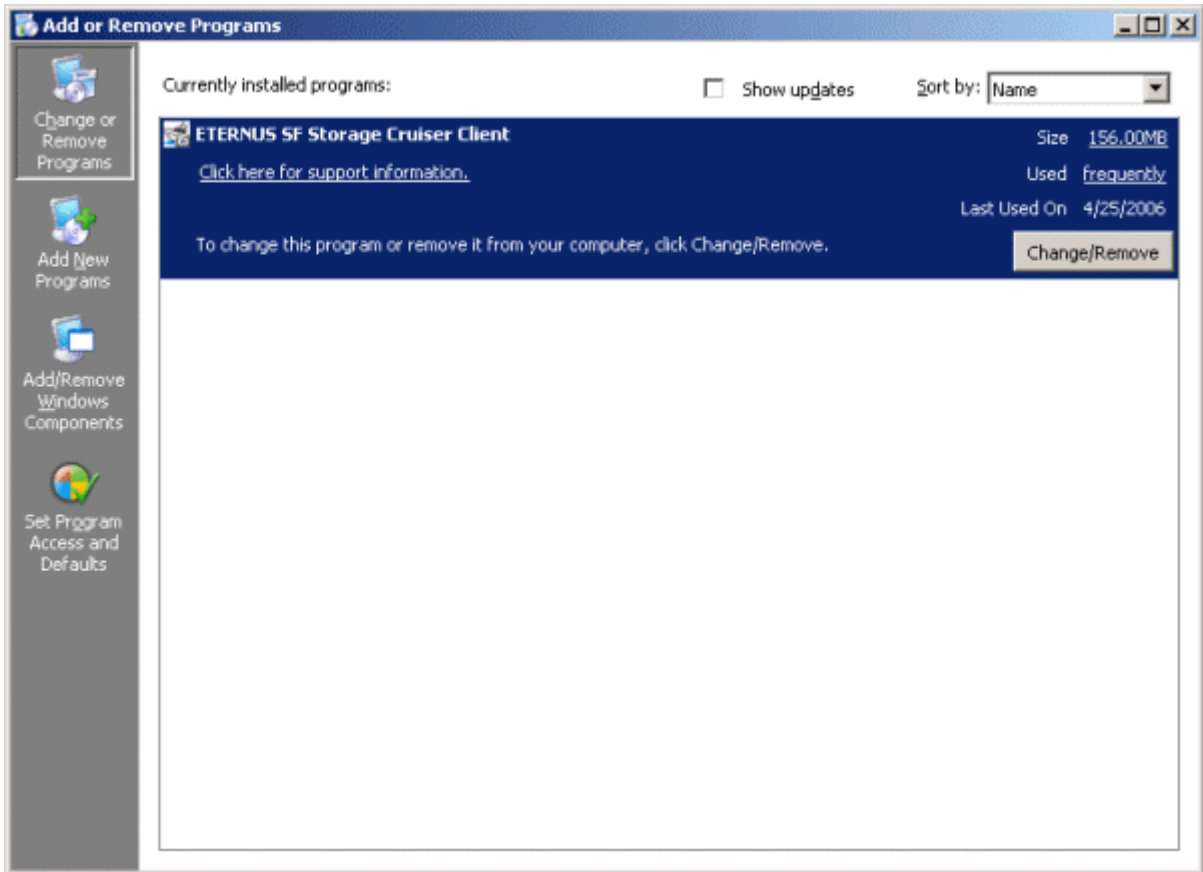 Add or Remove Programs
Change or
Remove
Programs
Add New
Programs
Add/Remove
Windows
Components
Set Program
Access and
Defaults
Currently installed programs:
Show updates
Sort by: Name
ETERNUS SF Storage Cruiser Client
Size 156.00MB
Click here for support information.
Used frequently
Last Used On 4/25/2006
To change this program or remove it from your computer, click Change/Remove.
Change/Remove